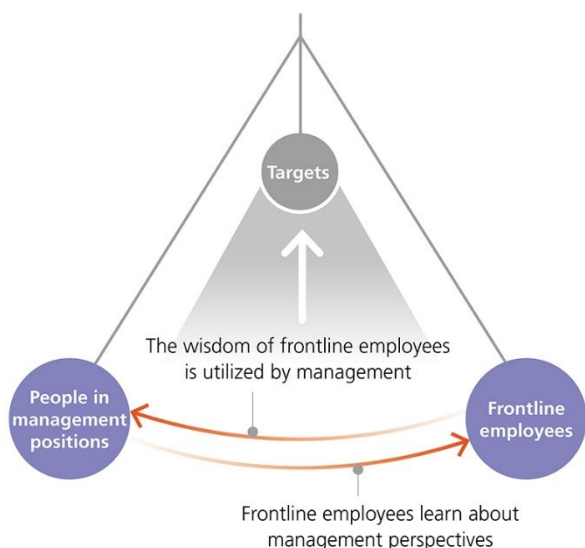 Targets
The wisdom of frontline employees
is utilized by management
People in
management
positions
Frontline
employees
Frontline employees learn about
management perspectives